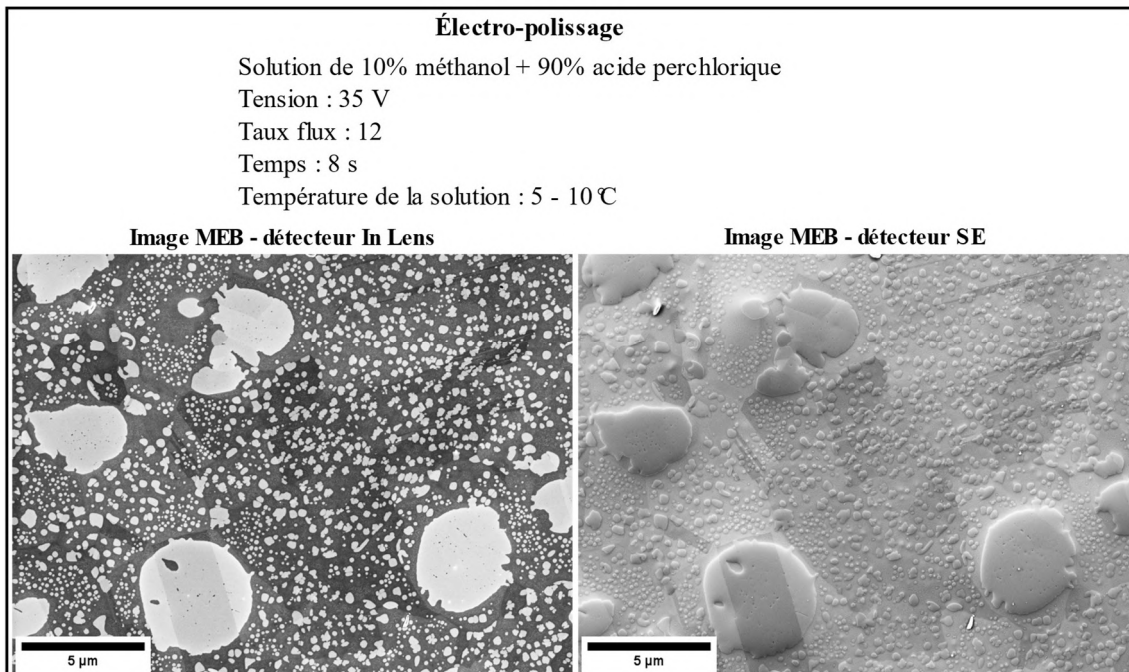 Électro-polissage
Solution de 10% méthanol + 90% acide perchlorique
Tension : 35 V
Taux flux : 12
Temps : 8 s
Température de la solution : 5 - 10°C
Image MEB - détecteur In Lens
Image MEB - détecteur SE
5 µm
5 µm